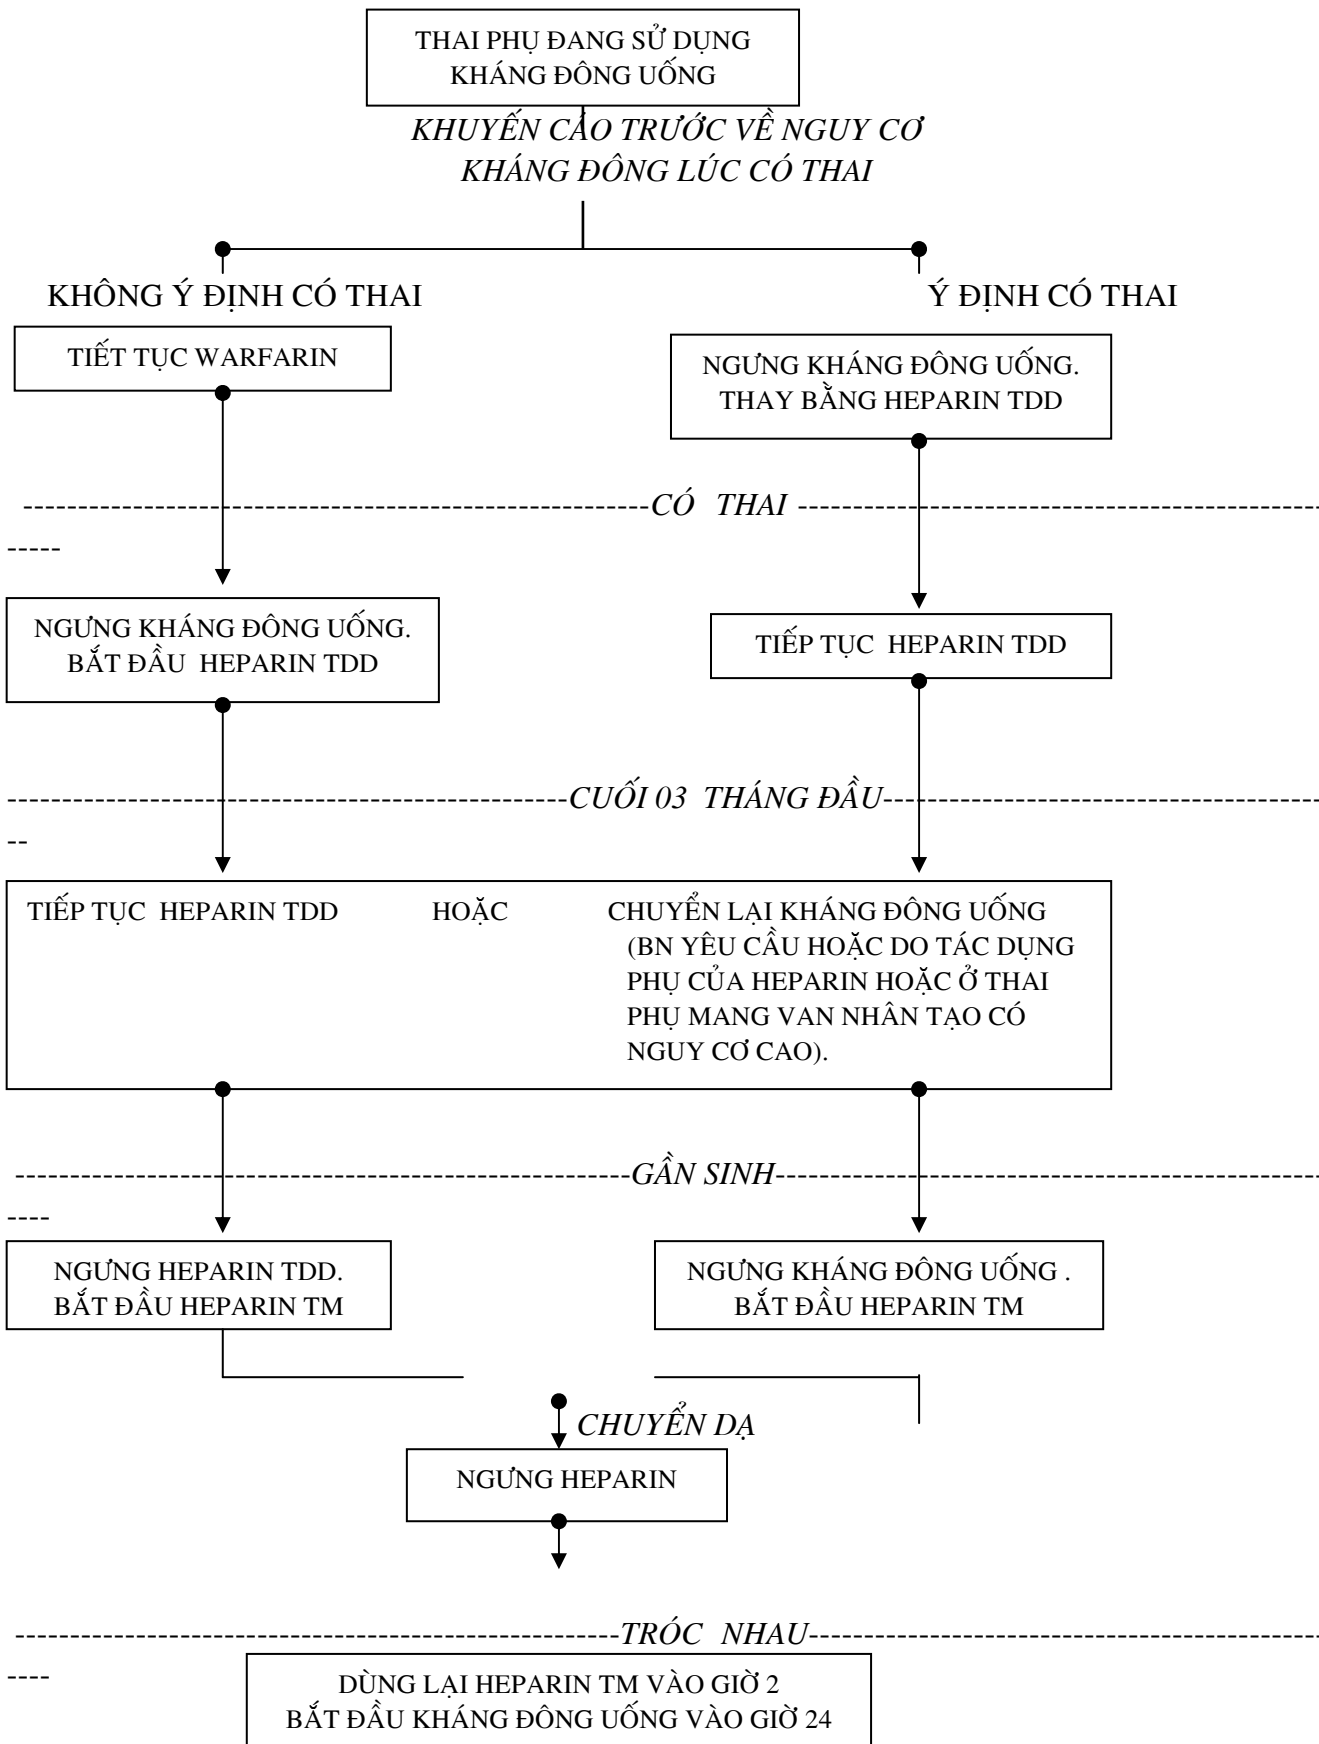 THAI PHỤ ĐANG SỬ DỤNG
KHÁNG ĐÔNG UỐNG
KHUYẾN CÁO TRƯỚC VỀ NGUY CƠ
KHÁNG ĐÔNG LÚC CÓ THAI
KHÔNG Ý ĐỊNH CÓ THAI
Ý ĐỊNH CÓ THAI
TIẾT TỤC WARFARIN
NGƯNG KHÁNG ĐÔNG UỐNG.
THAY BẰNG HEPARIN TDD
CÓ THAI
NGƯNG KHÁNG ĐÔNG UỐNG.
BẮT ĐẦU HEPARIN TDD
TIẾP TỤC HEPARIN TDD
CUỐI 03 THÁNG ĐẦU
TIẾP TỤC HEPARIN TDD HOẶC CHUYỂN LẠI KHÁNG ĐÔNG UỐNG
(BN YÊU CẦU HOẶC DO TÁC DỤNG
PHỤ CỦA HEPARIN HOẶC Ở THAI
PHỤ MANG VAN NHÂN TẠO CÓ
NGUY CƠ CAO).
GẦN SINH
NGƯNG HEPARIN TDD.
BẮT ĐẦU HEPARIN TM
NGƯNG KHÁNG ĐÔNG UỐNG .
BẮT ĐẦU HEPARIN TM
CHUYỂN DẠ
NGƯNG HEPARIN
TRÓC NHAU
DÙNG LẠI HEPARIN TM VÀO GIỜ 2
BẮT ĐẦU KHÁNG ĐÔNG UỐNG VÀO GIỜ 24